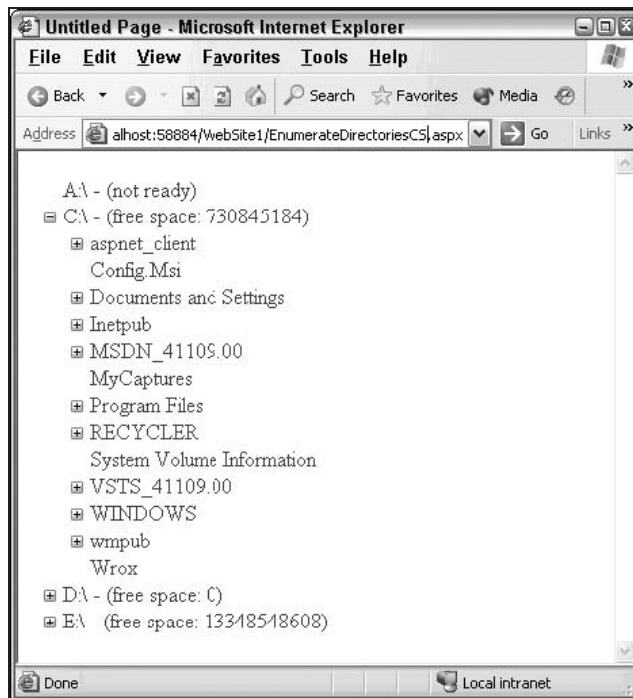 Untitled Page - Microsoft Internet Explorer
File Edit View Favorites Tools Help
Back Search Favorites Media »
Address alhost:58884/WebSite1/EnumerateDirectoriesCS.aspx Go Links »
A:\ - (not ready)
C:\ - (free space: 730845184)
aspnet_client
Config.Msi
Documents and Settings
Inetpub
MSDN_41109.00
MyCaptures
Program Files
RECYCLER
System Volume Information
VSTS_41109.00
WINDOWS
wmpub
Wrox
D:\ - (free space: 0)
E:\ (free space: 13348548608)
Done Local intranet